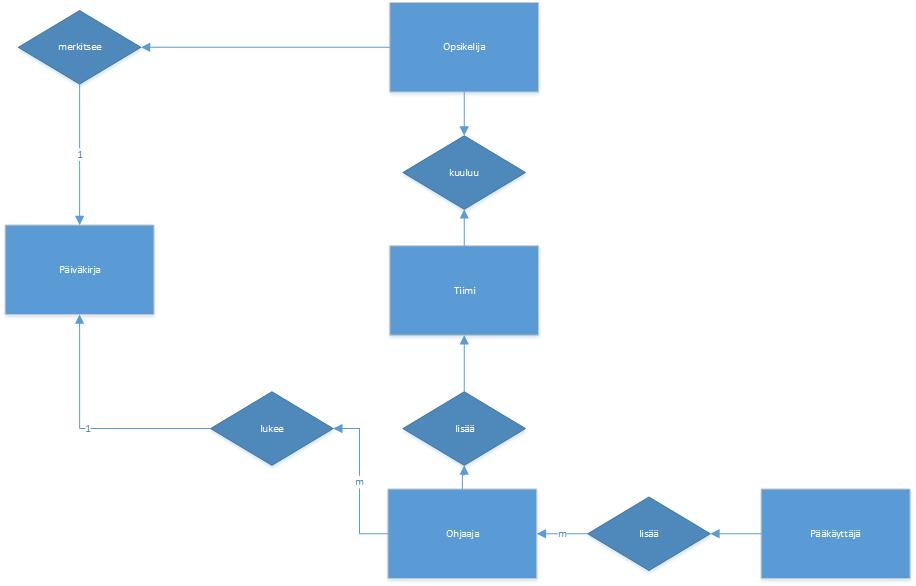 merkitsee
Opsikelija
1
kuuluu
Päiväkirja
Tiimi
1
lukee
lisää
m
Ohjaaja
m
lisää
Pääkäyttäjä